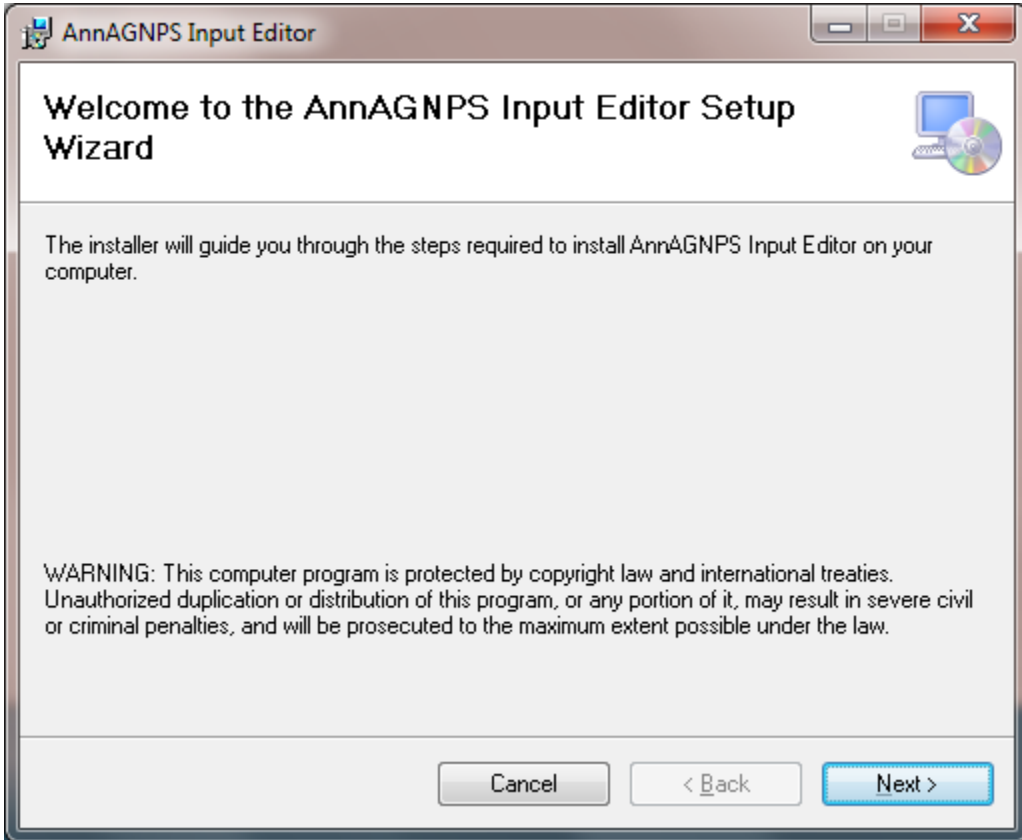 AnnAGNPS Input Editor
Welcome to the AnnAGNPS Input Editor Setup
Wizard
The installer will guide you through the steps required to install AnnAGNPS Input Editor on your
computer.
WARNING: This computer program is protected by copyright law and international treaties.
Unauthorized duplication or distribution of this program, or any portion of it, may result in severe civil
or criminal penalties, and will be prosecuted to the maximum extent possible under the law.
Cancel < Back Next >